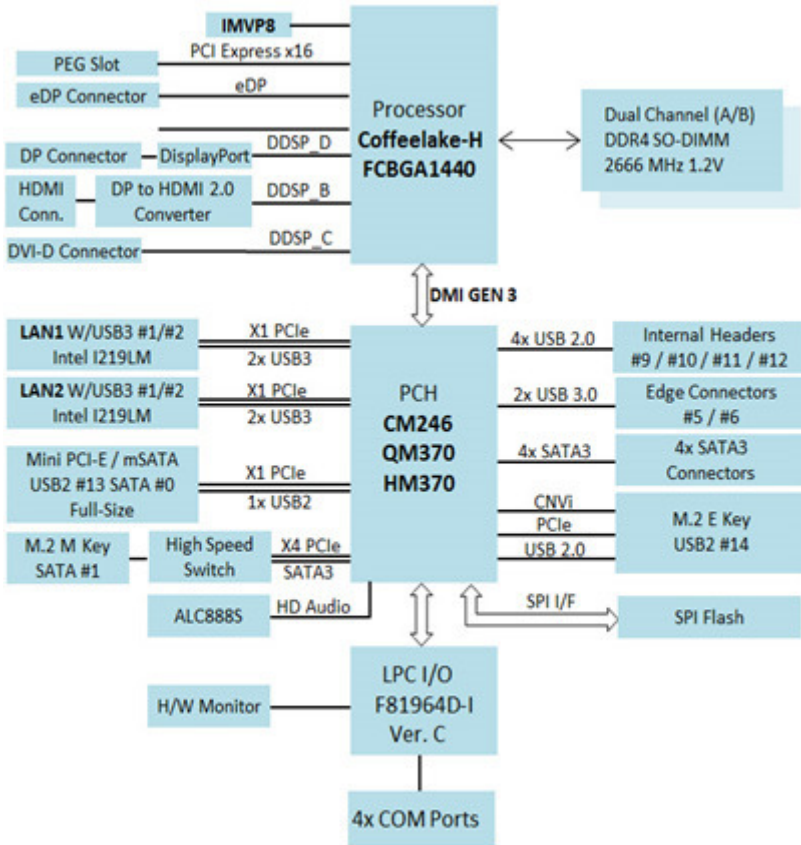 IMVP8
PCI Express x16
PEG Slot
eDP
eDP Connector
Processor
Coffeelake-H
FCBGA1440
Dual Channel (A/B)
DDR4 SO-DIMM
2666 MHz 1.2V
DDSP_D
DP Connector
DisplayPort
HDMI
Conn.
DP to HDMI 2.0
Converter
DDSP_B
DDSP_C
DVI-D Connector
DMI GEN 3
LAN1 W/USB3 #1/#2
Intel I219LM
X1 PCIe
2x USB3
LAN2 W/USB3 #1/#2
Intel I219LM
X1 PCIe
2x USB3
Mini PCI-E / mSATA
USB2 #13 SATA #0
Full-Size
X1 PCIe
1x USB2
M.2 M Key
SATA #1
High Speed
Switch
X4 PCIe
SATA3
ALC888S
HD Audio
PCH
CM246
QM370
HM370
4x USB 2.0
Internal Headers
#9 / #10 / #11 / #12
2x USB 3.0
Edge Connectors
#5 / #6
4x SATA3
4x SATA3
Connectors
CNVi
PCIe
USB 2.0
M.2 E Key
USB2 #14
SPI I/F
SPI Flash
LPC I/O
F81964D-I
Ver. C
H/W Monitor
4x COM Ports